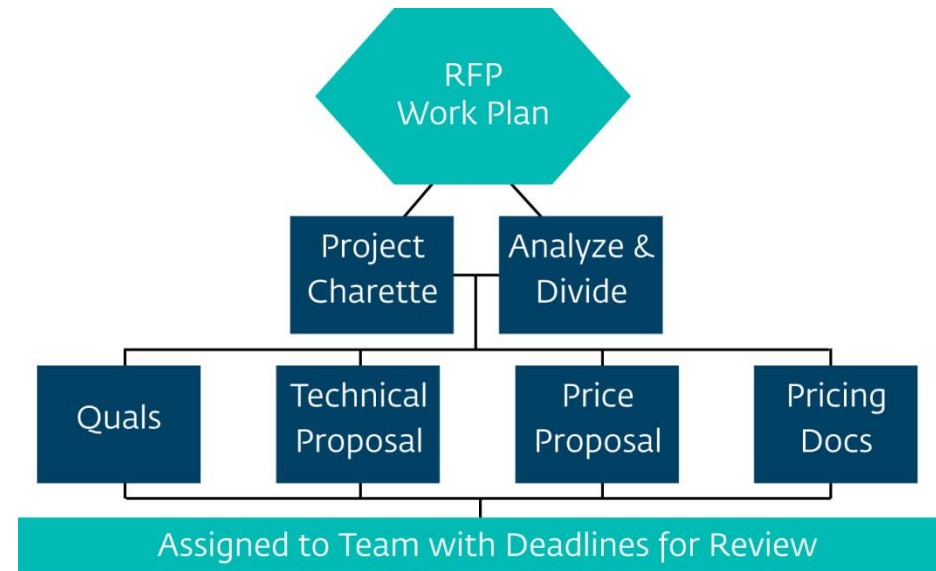 RFP
Work Plan
Project
Charette
Analyze &
Divide
Quals
Technical
Proposal
Price
Proposal
Pricing
Docs
Assigned to Team with Deadlines for Review